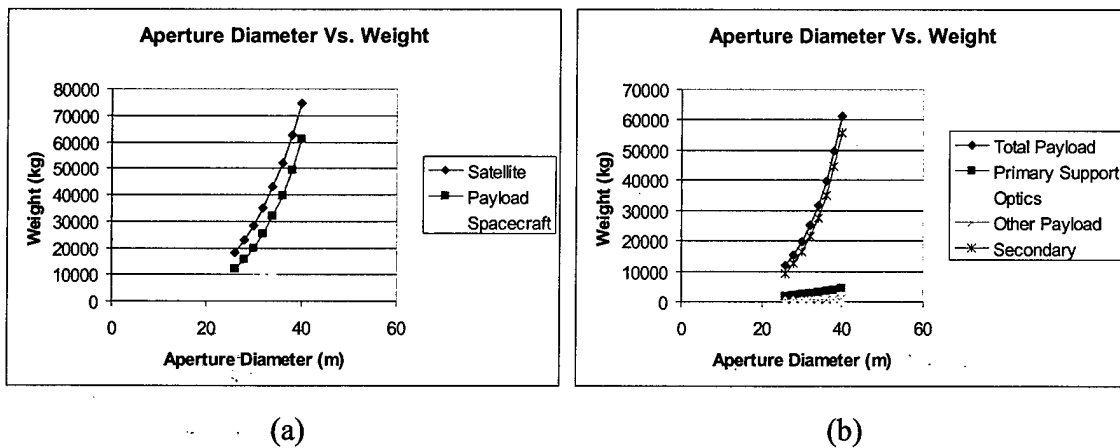 Aperture Diameter Vs. Weight
80000
70000
60000
50000
40000
30000
20000
10000
0
0 20 40 60
Weight (kg)
Aperture Diameter (m)
Satellite
Payload
Spacecraft
(a)
Aperture Diameter Vs. Weight
70000
60000
50000
40000
30000
20000
10000
0
0 20 40 60
Weight (kg)
Aperture Diameter (m)
Total Payload
Primary Support
Optics
Other Payload
Secondary
(b)